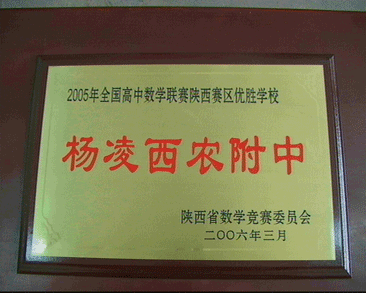 2005年全国高中数学联赛陕西赛区优胜学校
杨凌西农附中
陕西省数学竞赛委员会
二〇〇六年三月